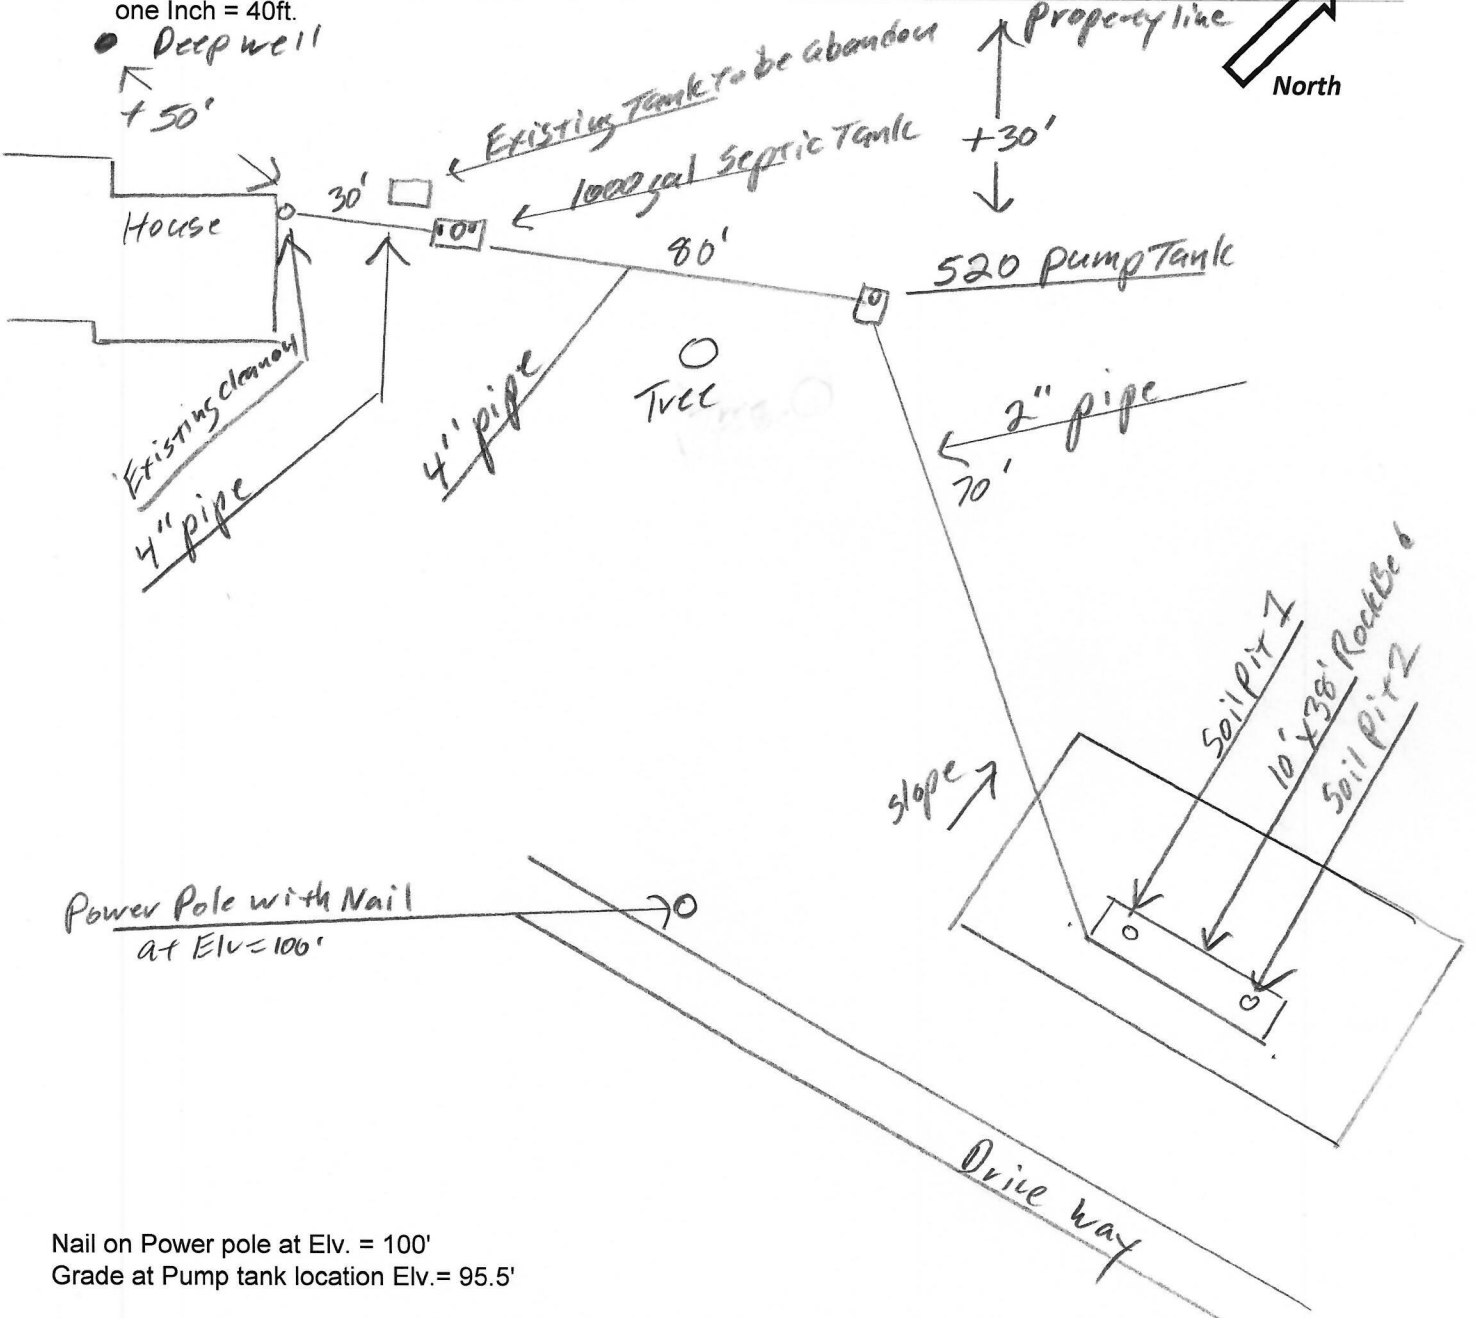 one Inch = 40ft.
Deep well
+50'
Property line
North
+30'
Existing Tank to be abandon
1000 gal Septic Tank
30'
House
80'
520 pump Tank
Tree
2" pipe
70'
Existing cleanout
4" pipe
4" pipe
Soil Pit 1
10' x 38' Rock Bed
Soil Pit 2
slope
Power Pole with Nail
at Elv = 100'
Drive way
Nail on Power pole at Elv. = 100'
Grade at Pump tank location Elv.= 95.5'